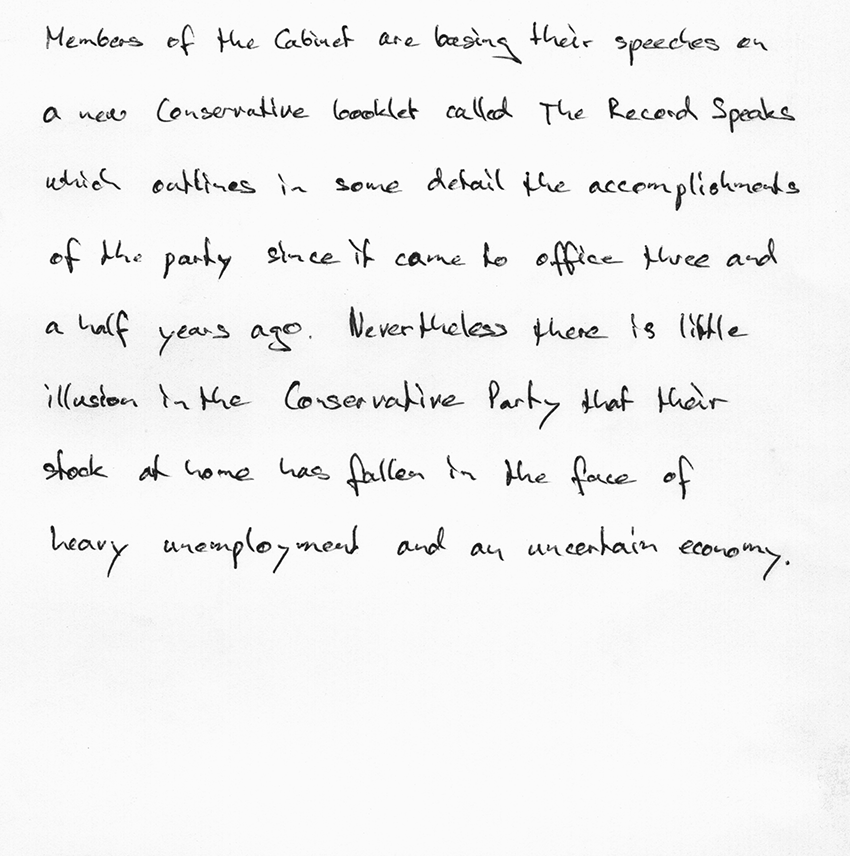 Members of the Cabinet are basing their speeches on
a new Conservative booklet called The Record Speaks
which outlines in some detail the accomplishments
of the party since it came to office three and
a half years ago. Nevertheless there is little
illusion in the Conservative Party that their
stock at home has fallen in the face of
heavy unemployment and an uncertain economy.